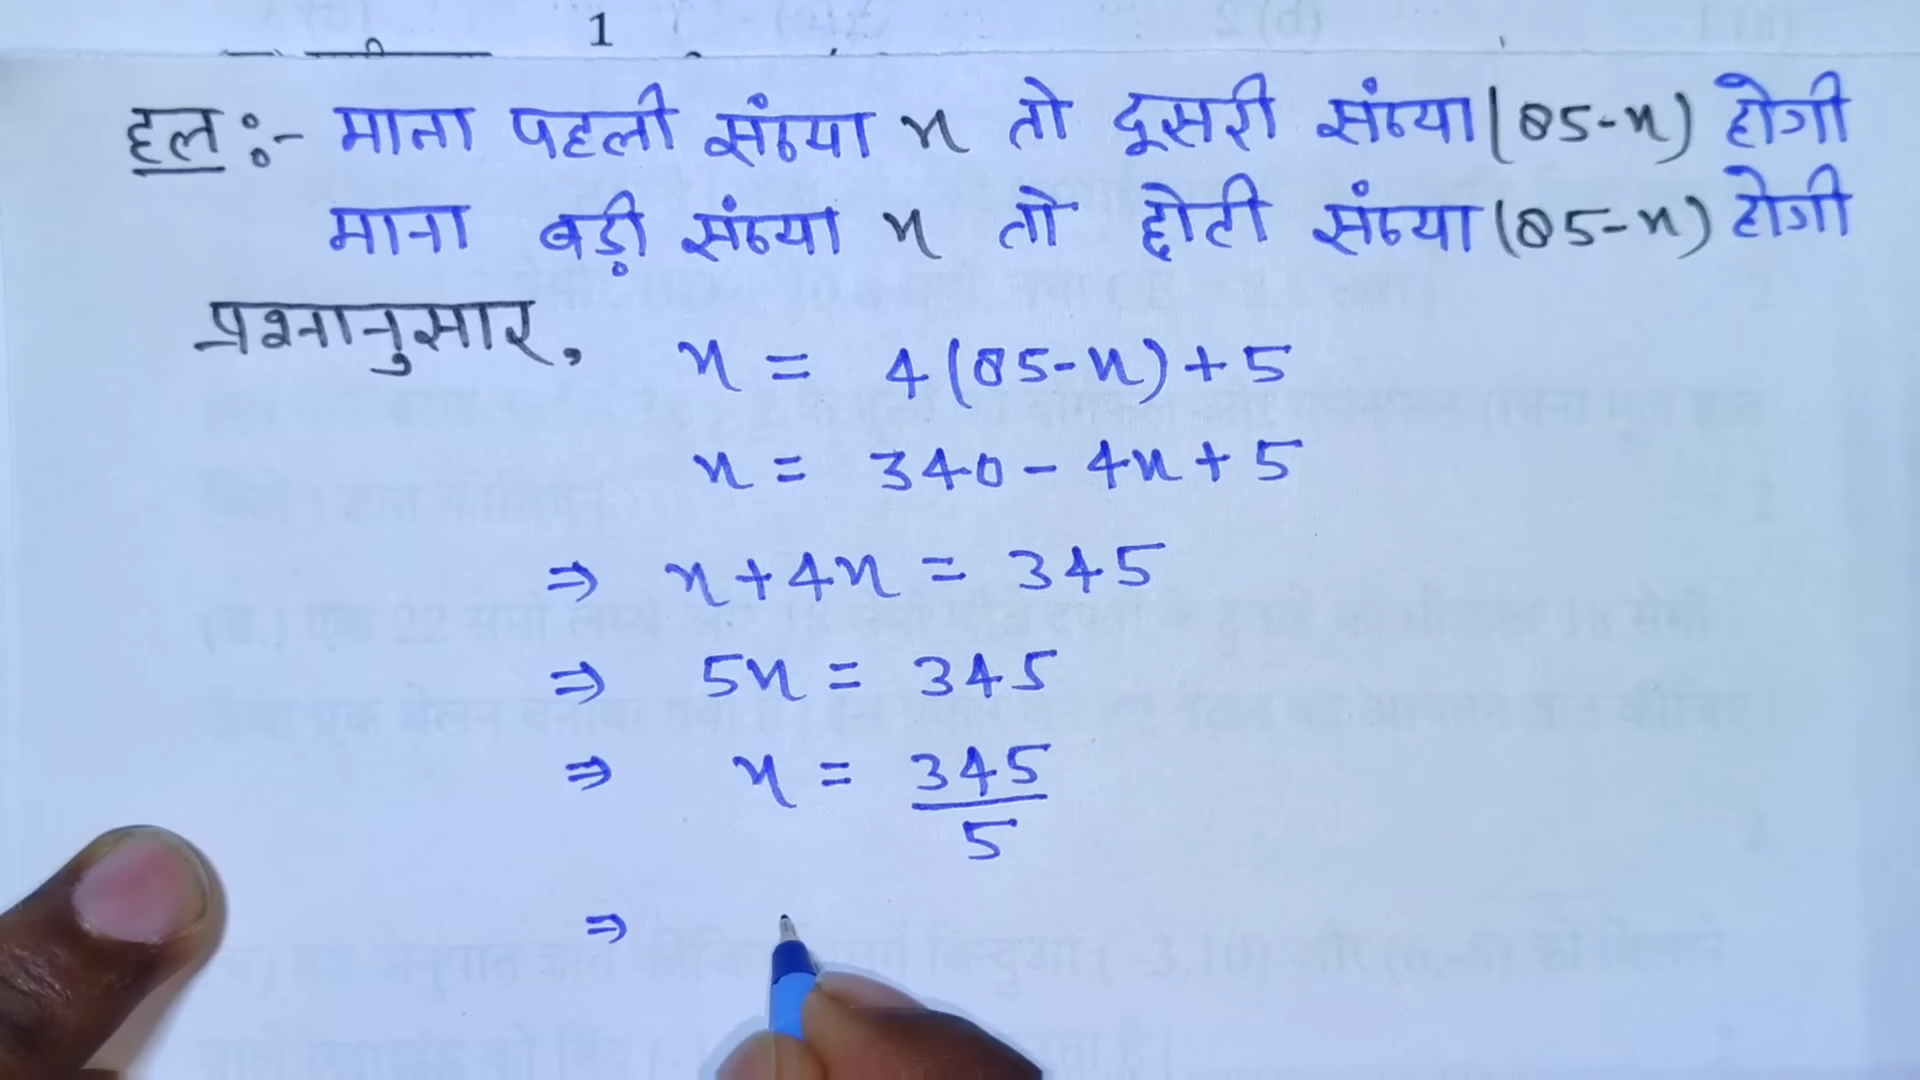 1
हल :- माना पहली संख्या x तो दूसरी संख्या (85-x) होगी
माना बड़ी संख्या x तो छोटी संख्या (85-x) होगी
प्रश्नानुसार,
x = 4(85-x)+5
x = 340-4x+5
⇒ x+4x = 345
⇒ 5x = 345
⇒ x = 345/5
⇒